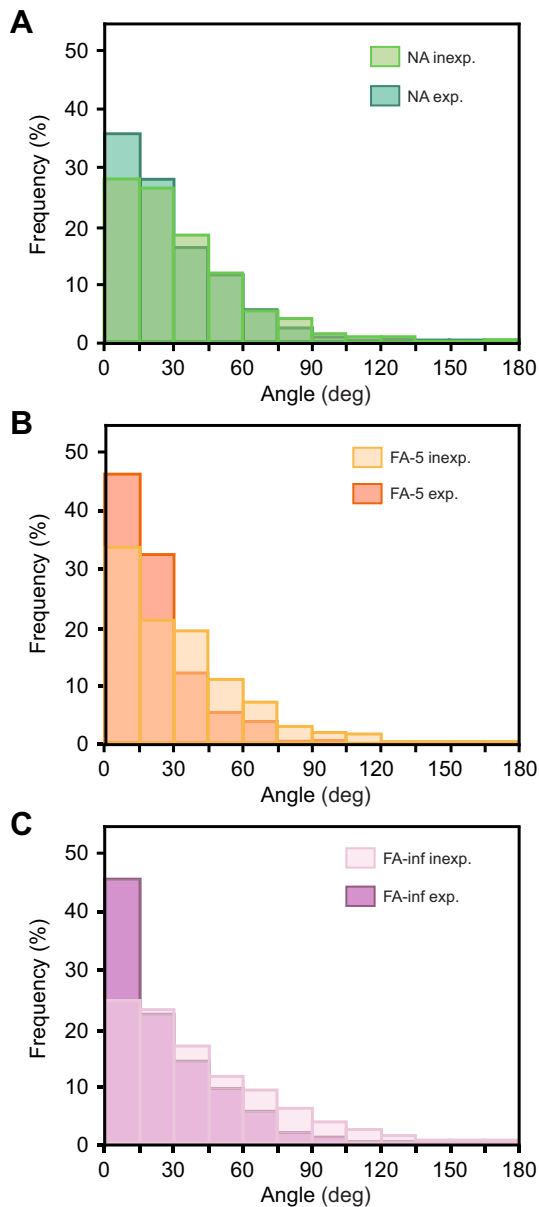 A
50
40
30
20
10
0
Frequency (%)
NA inexp.
NA exp.
0 30 60 90 120 150 180
Angle (deg)
B
50
40
30
20
10
0
Frequency (%)
FA-5 inexp.
FA-5 exp.
0 30 60 90 120 150 180
Angle (deg)
C
50
40
30
20
10
0
Frequency (%)
FA-inf inexp.
FA-inf exp.
0 30 60 90 120 150 180
Angle (deg)